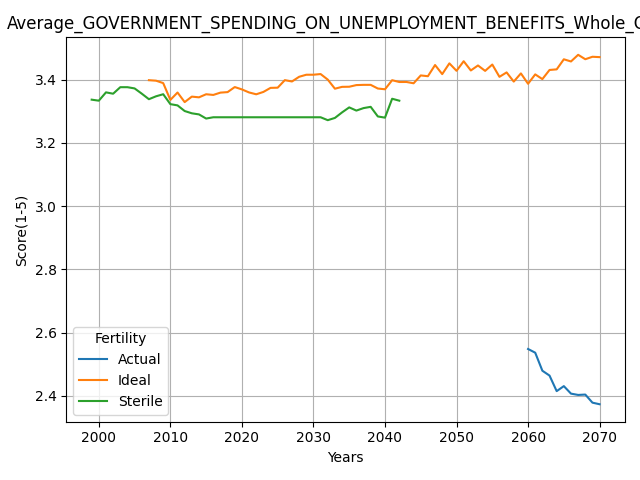 Average_GOVERNMENT_SPENDING_ON_UNEMPLOYMENT_BENEFITS_Whole_
Score(1-5)
3.4
3.2
3.0
2.8
2.6
2.4
Fertility
Actual
Ideal
Sterile
2000 2010 2020 2030 2040 2050 2060 2070
Years